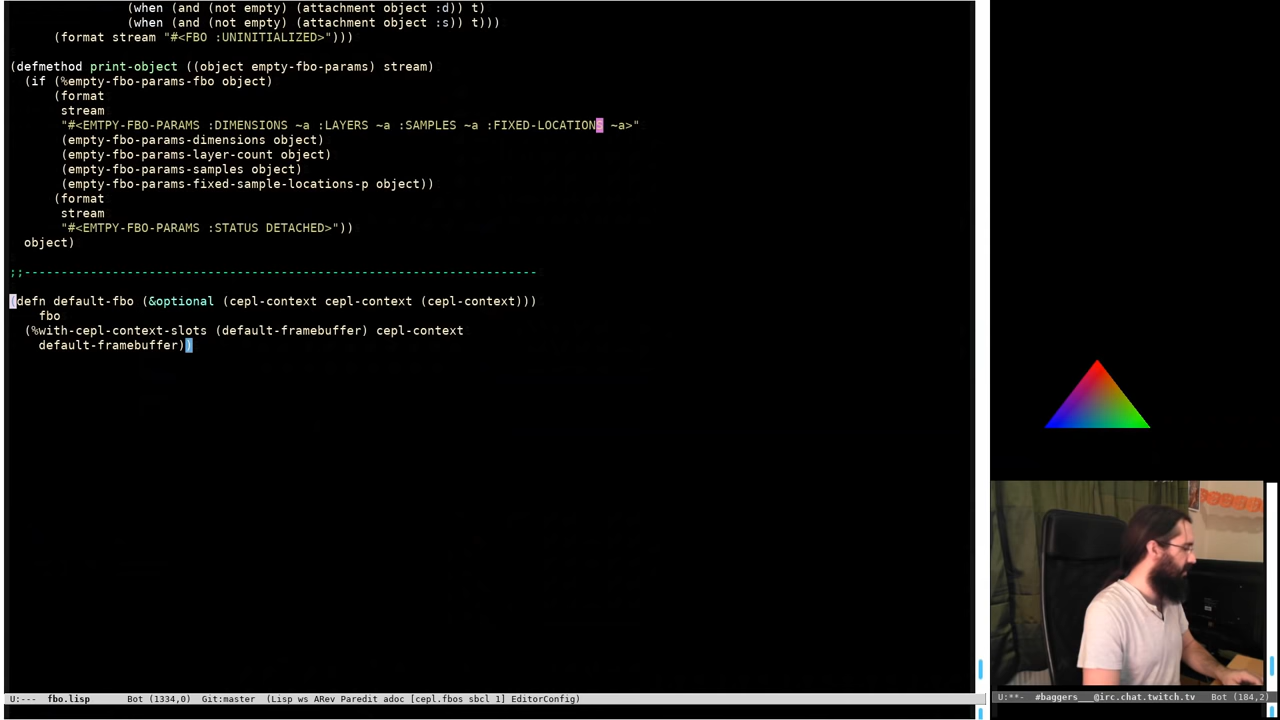 (when (and (not empty) (attachment object :d)) t)
(when (and (not empty) (attachment object :s)) t)))
(format stream "#<FBO :UNINITIALIZED>")))
(defmethod print-object ((object empty-fbo-params) stream)
(if (%empty-fbo-params-fbo object)
(format
stream
"#<EMTPY-FBO-PARAMS :DIMENSIONS ~a :LAYERS ~a :SAMPLES ~a :FIXED-LOCATIONS ~a>"
(empty-fbo-params-dimensions object)
(empty-fbo-params-layer-count object)
(empty-fbo-params-samples object)
(empty-fbo-params-fixed-sample-locations-p object))
(format
stream
"#<EMTPY-FBO-PARAMS :STATUS DETACHED>"))
object)
;;----------------------------------------------------------------------
(defn default-fbo (&optional (cepl-context cepl-context (cepl-context)))
fbo
(%with-cepl-context-slots (default-framebuffer) cepl-context
default-framebuffer))
U:--- fbo.lisp Bot (1334,0) Git:master (Lisp ws ARev Paredit adoc [cepl.fbos sbcl 1] EditorConfig)
U:**- #baggers___@irc.chat.twitch.tv Bot (184,2)